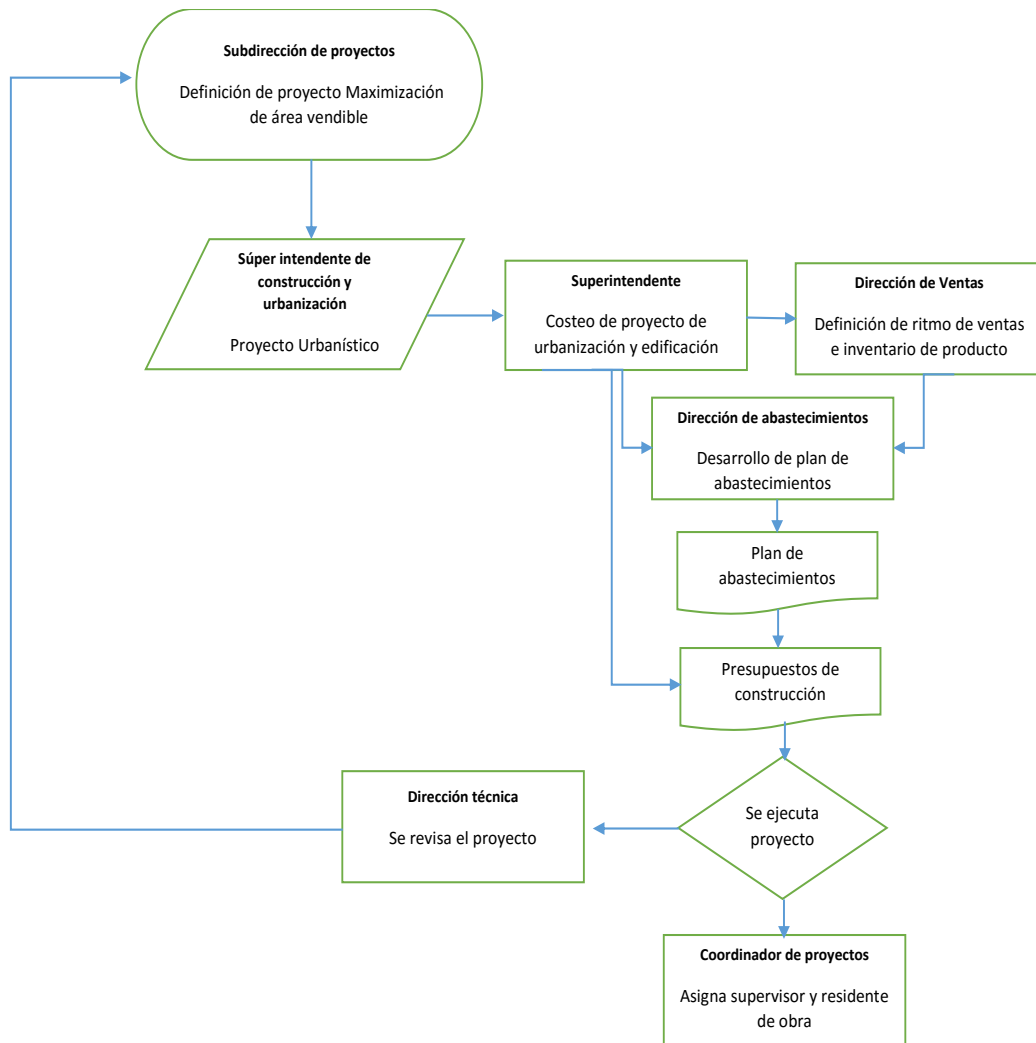 Subdirección de proyectos
Definición de proyecto Maximización
de área vendible
Súper intendente de
construcción y
urbanización
Proyecto Urbanístico
Superintendente
Costeo de proyecto de
urbanización y edificación
Dirección de Ventas
Definición de ritmo de ventas
e inventario de producto
Dirección de abastecimientos
Desarrollo de plan de
abastecimientos
Plan de
abastecimientos
Presupuestos de
construcción
Se ejecuta
proyecto
Dirección técnica
Se revisa el proyecto
Coordinador de proyectos
Asigna supervisor y residente
de obra